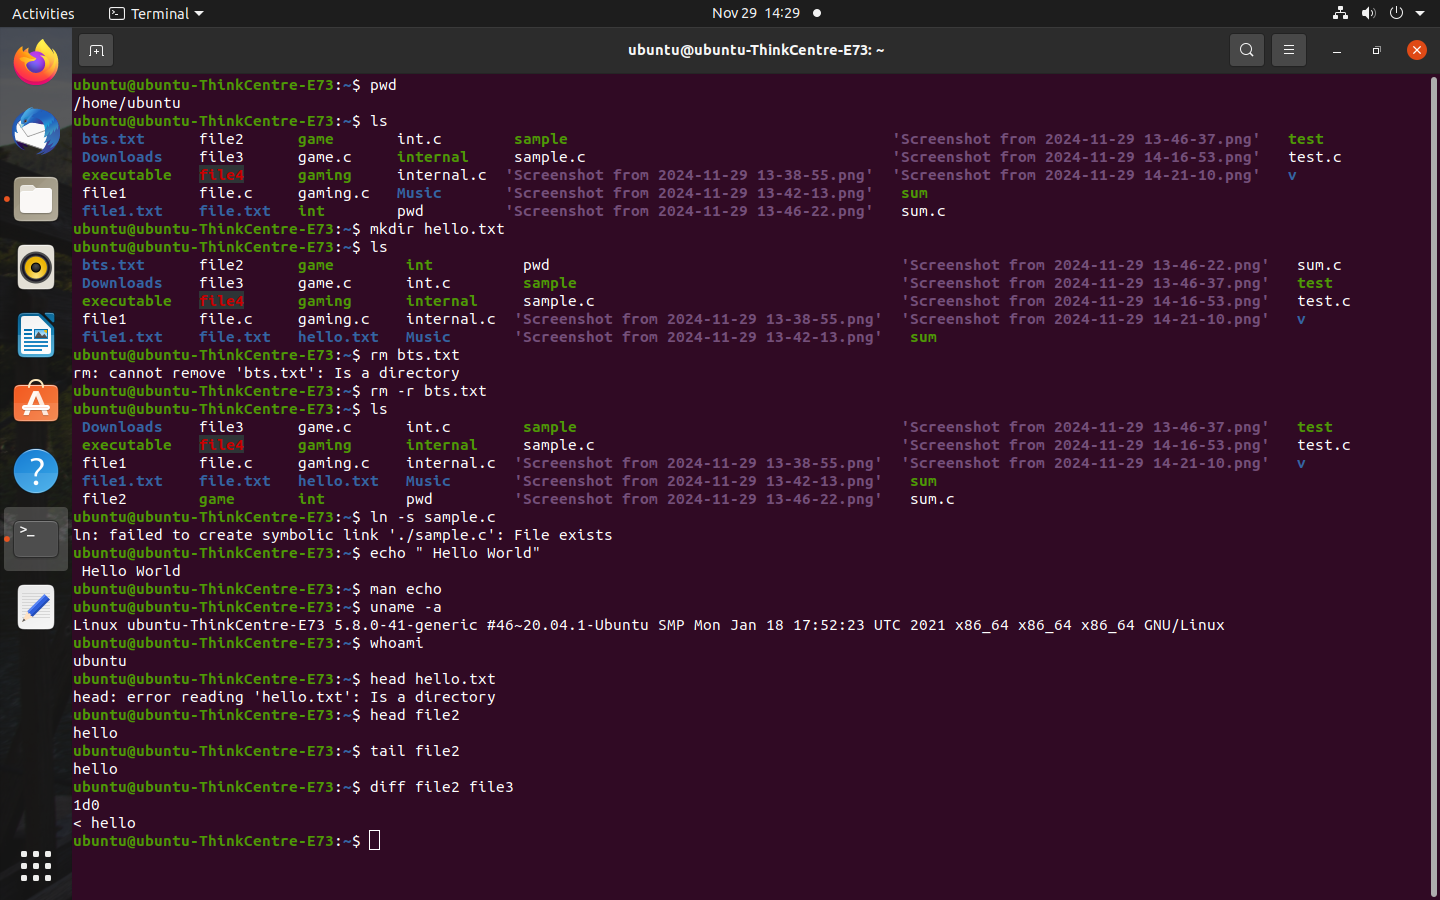 Activities Terminal Nov 29 14:29
ubuntu@ubuntu-ThinkCentre-E73: ~
ubuntu@ubuntu-ThinkCentre-E73:~$ pwd
/home/ubuntu
ubuntu@ubuntu-ThinkCentre-E73:~$ ls
bts.txt file2 game int.c sample 'Screenshot from 2024-11-29 13-46-37.png' test
Downloads file3 game.c internal sample.c 'Screenshot from 2024-11-29 14-16-53.png' test.c
executable file4 gaming internal.c 'Screenshot from 2024-11-29 13-38-55.png' 'Screenshot from 2024-11-29 14-21-10.png' v
file1 file.c gaming.c Music 'Screenshot from 2024-11-29 13-42-13.png' sum
file1.txt file.txt int pwd 'Screenshot from 2024-11-29 13-46-22.png' sum.c
ubuntu@ubuntu-ThinkCentre-E73:~$ mkdir hello.txt
ubuntu@ubuntu-ThinkCentre-E73:~$ ls
bts.txt file2 game int pwd 'Screenshot from 2024-11-29 13-46-22.png' sum.c
Downloads file3 game.c int.c sample 'Screenshot from 2024-11-29 13-46-37.png' test
executable file4 gaming internal sample.c 'Screenshot from 2024-11-29 14-16-53.png' test.c
file1 file.c gaming.c internal.c 'Screenshot from 2024-11-29 13-38-55.png' 'Screenshot from 2024-11-29 14-21-10.png' v
file1.txt file.txt hello.txt Music 'Screenshot from 2024-11-29 13-42-13.png' sum
ubuntu@ubuntu-ThinkCentre-E73:~$ rm bts.txt
rm: cannot remove 'bts.txt': Is a directory
ubuntu@ubuntu-ThinkCentre-E73:~$ rm -r bts.txt
ubuntu@ubuntu-ThinkCentre-E73:~$ ls
Downloads file3 game.c int.c sample 'Screenshot from 2024-11-29 13-46-37.png' test
executable file4 gaming internal sample.c 'Screenshot from 2024-11-29 14-16-53.png' test.c
file1 file.c gaming.c internal.c 'Screenshot from 2024-11-29 13-38-55.png' 'Screenshot from 2024-11-29 14-21-10.png' v
file1.txt file.txt hello.txt Music 'Screenshot from 2024-11-29 13-42-13.png' sum
file2 game int pwd 'Screenshot from 2024-11-29 13-46-22.png' sum.c
ubuntu@ubuntu-ThinkCentre-E73:~$ ln -s sample.c
ln: failed to create symbolic link './sample.c': File exists
ubuntu@ubuntu-ThinkCentre-E73:~$ echo " Hello World"
 Hello World
ubuntu@ubuntu-ThinkCentre-E73:~$ man echo
ubuntu@ubuntu-ThinkCentre-E73:~$ uname -a
Linux ubuntu-ThinkCentre-E73 5.8.0-41-generic #46~20.04.1-Ubuntu SMP Mon Jan 18 17:52:23 UTC 2021 x86_64 x86_64 x86_64 GNU/Linux
ubuntu@ubuntu-ThinkCentre-E73:~$ whoami
ubuntu
ubuntu@ubuntu-ThinkCentre-E73:~$ head hello.txt
head: error reading 'hello.txt': Is a directory
ubuntu@ubuntu-ThinkCentre-E73:~$ head file2
hello
ubuntu@ubuntu-ThinkCentre-E73:~$ tail file2
hello
ubuntu@ubuntu-ThinkCentre-E73:~$ diff file2 file3
1d0
< hello
ubuntu@ubuntu-ThinkCentre-E73:~$